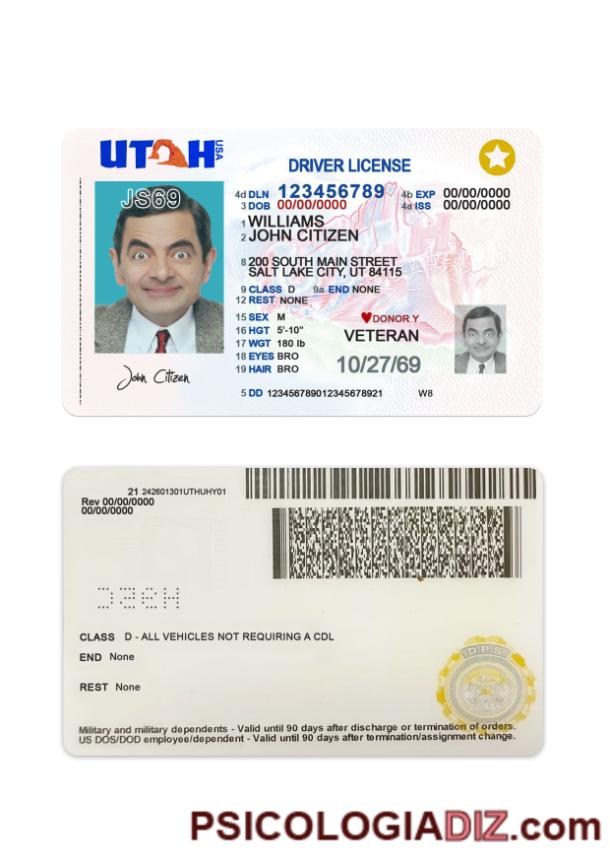 UTAH USA
DRIVER LICENSE
JS69
4d DLN 123456789 4b EXP 00/00/0000
3 DOB 00/00/0000 4a ISS 00/00/0000
1 WILLIAMS
2 JOHN CITIZEN
8 200 SOUTH MAIN STREET
SALT LAKE CITY, UT 84115
9 CLASS D 9a END NONE
12 REST NONE
15 SEX M
♥DONOR Y
16 HGT 5'-10"
VETERAN
17 WGT 180 lb
18 EYES BRO
10/27/69
19 HAIR BRO
John Citizen
5 DD 123456789012345678921 W8
21 242601301UTHUHY01
Rev 00/00/0000
00/00/0000
CLASS D - ALL VEHICLES NOT REQUIRING A CDL
END None
D.P.S.
REST None
Military and military dependents - Valid until 90 days after discharge or termination of orders.
US DOS/DOD employee/dependent - Valid until 90 days after termination/assignment change.
PSICOLOGIADIZ.com